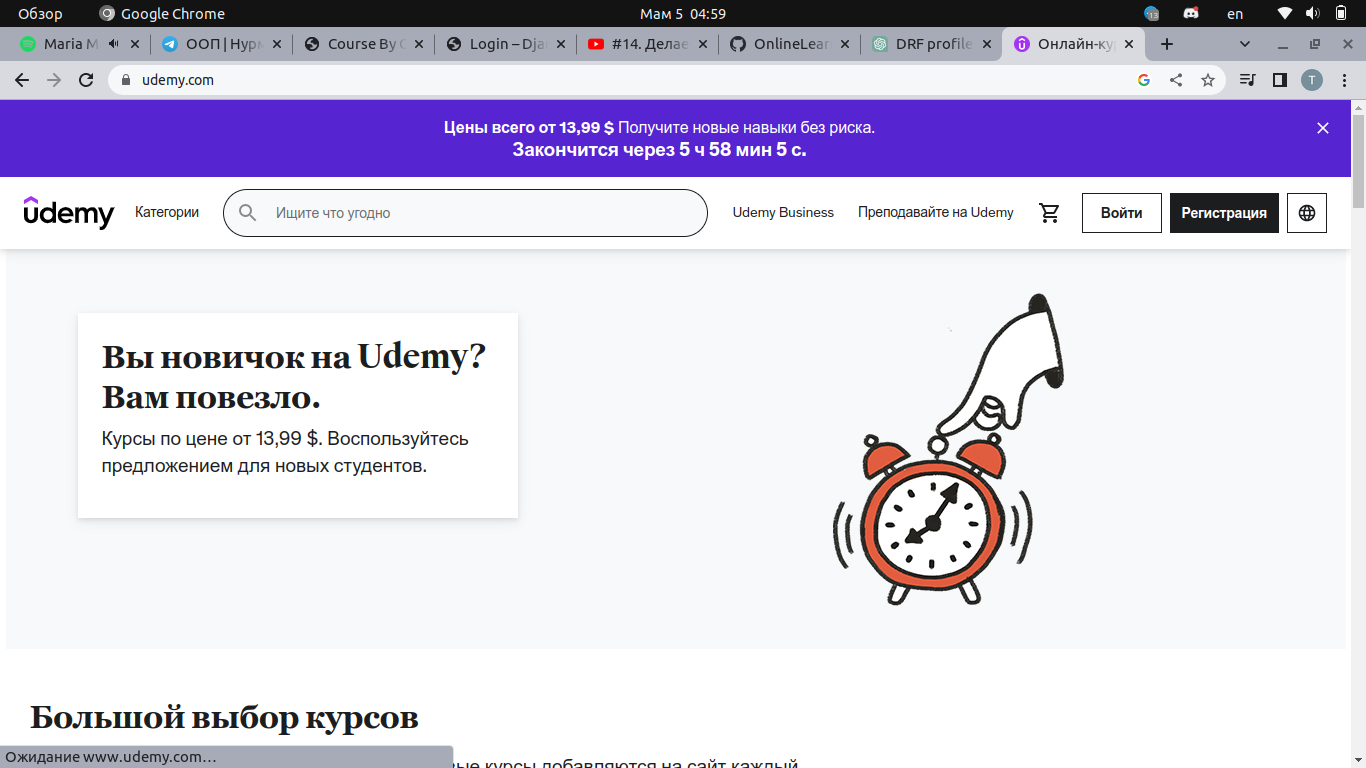 Обзор
Google Chrome
Мам 5 04:59
13
en
Maria M
ООП | Нурм
Course By C
Login – Dja
#14. Делае
OnlineLear
DRF profile
Онлайн-ку
udemy.com
T
Цены всего от 13,99 $ Получите новые навыки без риска.
Закончится через 5 ч 58 мин 5 с.
udemy
Категории
Ищите что угодно
Udemy Business
Преподавайте на Udemy
Войти
Регистрация
Вы новичок на Udemy?
Вам повезло.
Курсы по цене от 13,99 $. Воспользуйтесь
предложением для новых студентов.
Большой выбор курсов
курсы добавляются на сайт каждый
Ожидание www.udemy.com…